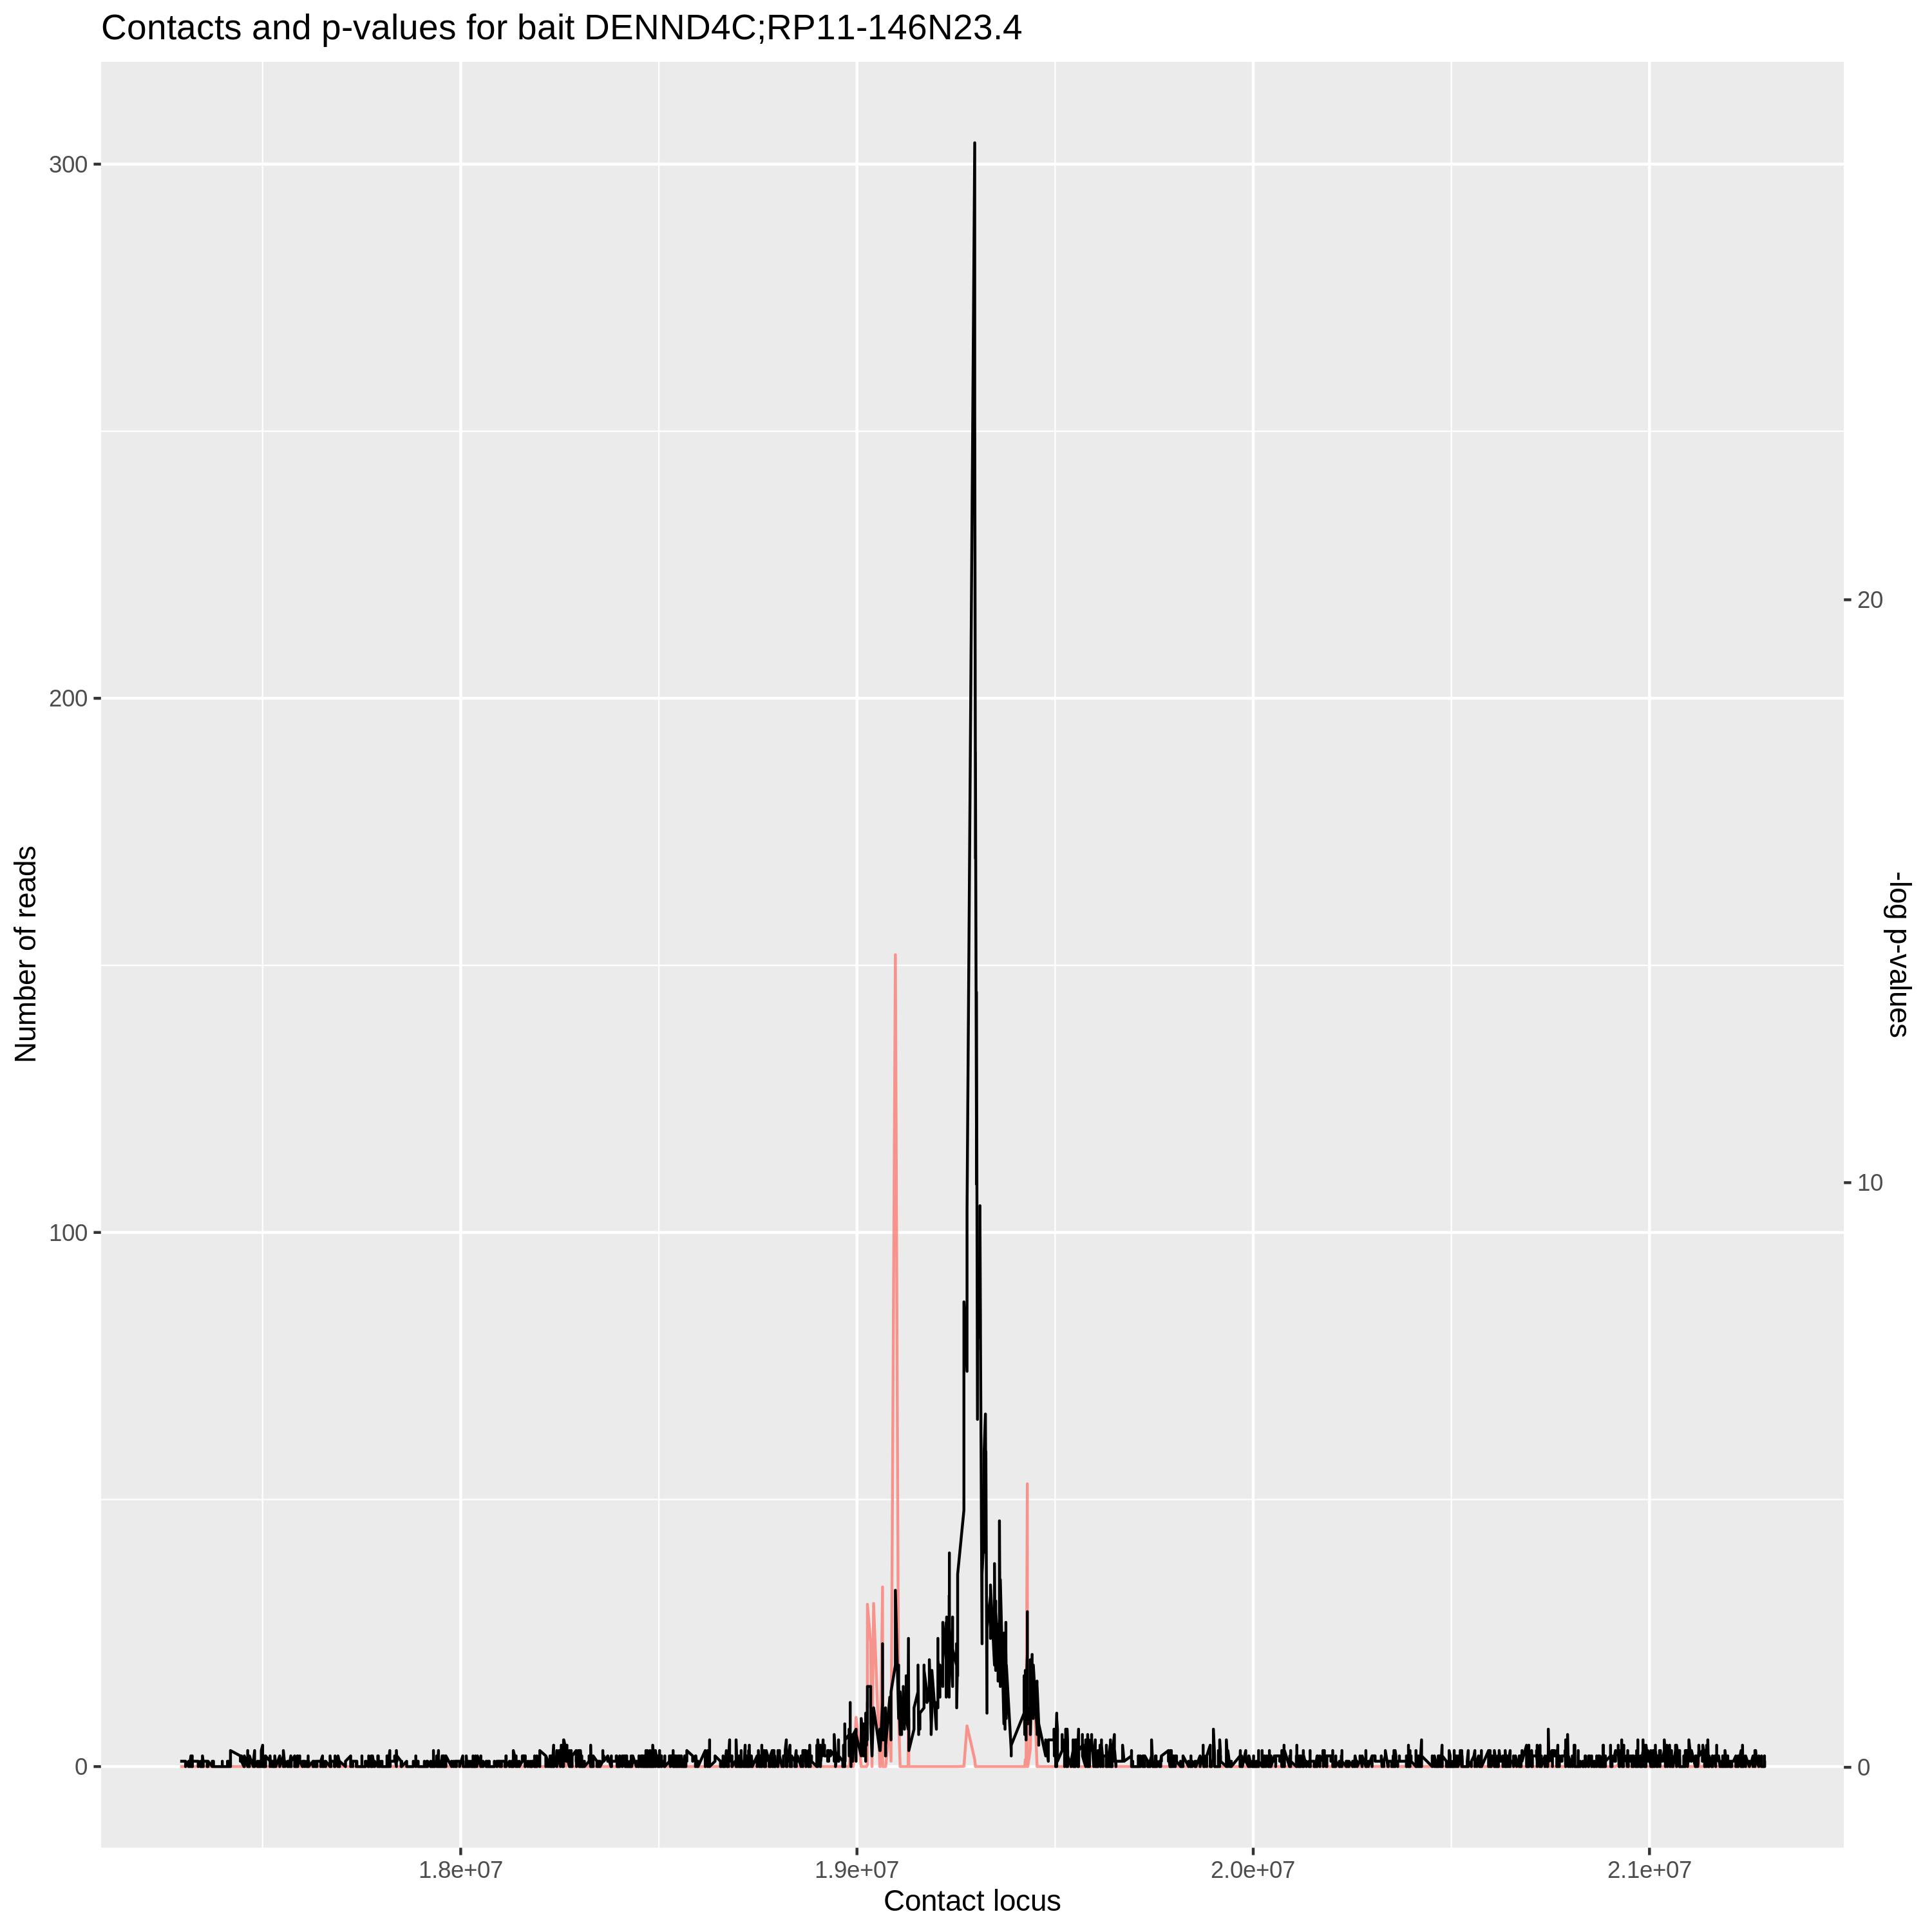 Contacts and p-values for bait DENND4C;RP11-146N23.4
300
200
100
0
Number of reads
20
10
0
-log p-values
1.8e+07
1.9e+07
2.0e+07
2.1e+07
Contact locus